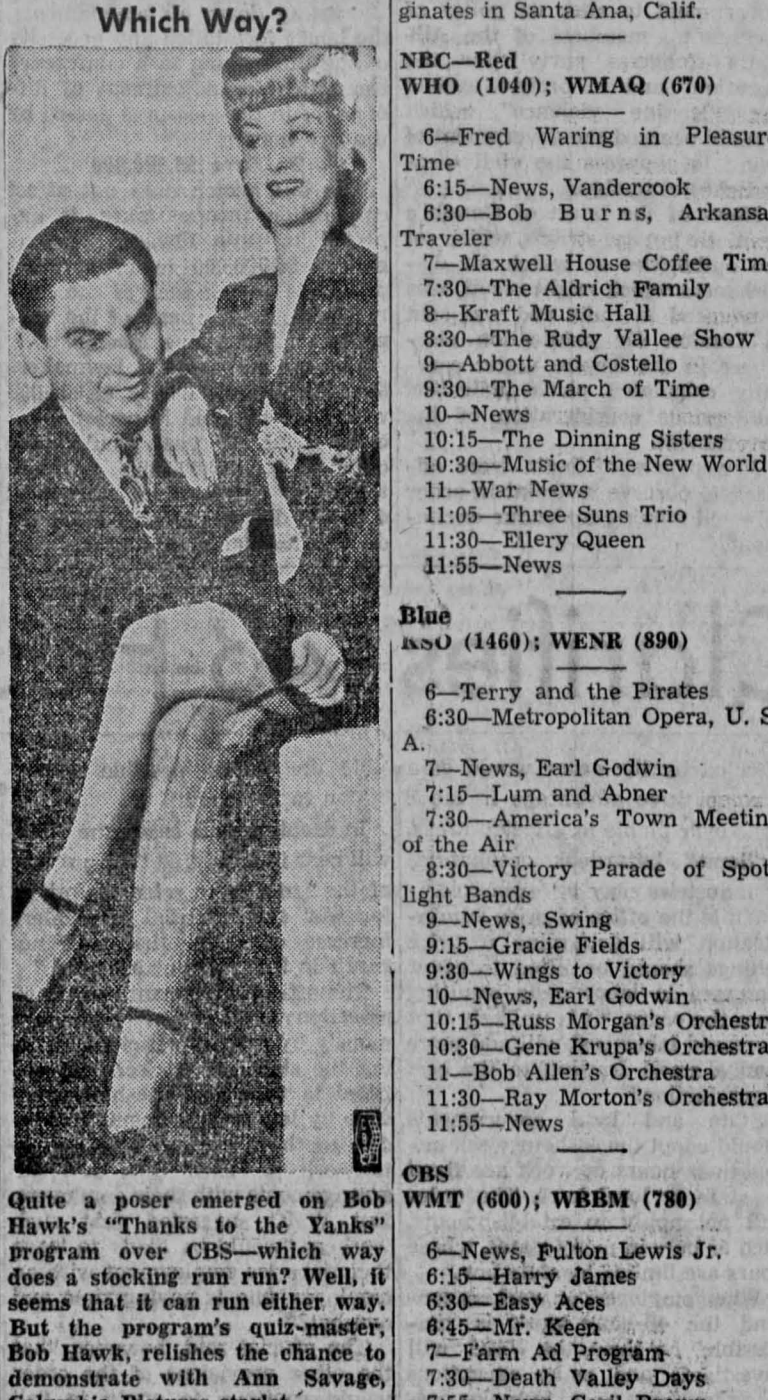 Which Way?
Quite a poser emerged on Bob
Hawk's "Thanks to the Yanks"
program over CBS—which way
does a stocking run run? Well, it
seems that it can run either way.
But the program's quiz-master,
Bob Hawk, relishes the chance to
demonstrate with Ann Savage,
ginates in Santa Ana, Calif.
NBC—Red
WHO (1040); WMAQ (670)
6—Fred Waring in Pleasur
Time
6:15—News, Vandercook
6:30—Bob Burns, Arkansa
Traveler
7—Maxwell House Coffee Tim
7:30—The Aldrich Family
8—Kraft Music Hall
8:30—The Rudy Vallee Show
9—Abbott and Costello
9:30—The March of Time
10—News
10:15—The Dinning Sisters
10:30—Music of the New World
11—War News
11:05—Three Suns Trio
11:30—Ellery Queen
11:55—News
Blue
KSO (1460); WENR (890)
6—Terry and the Pirates
6:30—Metropolitan Opera, U. S
A.
7—News, Earl Godwin
7:15—Lum and Abner
7:30—America's Town Meetin
of the Air
8:30—Victory Parade of Spot
light Bands
9—News, Swing
9:15—Gracie Fields
9:30—Wings to Victory
10—News, Earl Godwin
10:15—Russ Morgan's Orchestr
10:30—Gene Krupa's Orchestra
11—Bob Allen's Orchestra
11:30—Ray Morton's Orchestra
11:55—News
CBS
WMT (600); WBBM (780)
6—News, Fulton Lewis Jr.
6:15—Harry James
6:30—Easy Aces
6:45—Mr. Keen
7—Farm Ad Program
7:30—Death Valley Days